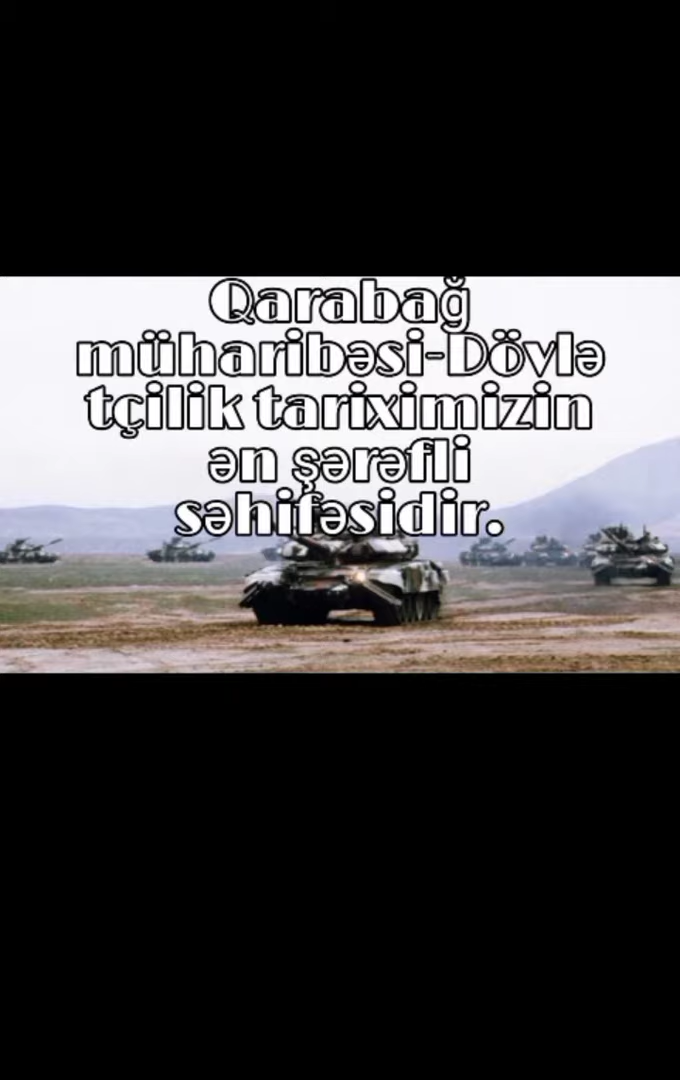 Qarabağ
müharibəsi-Dövlə
tçilik tariximizin
ən şərəfli
səhifəsidir.